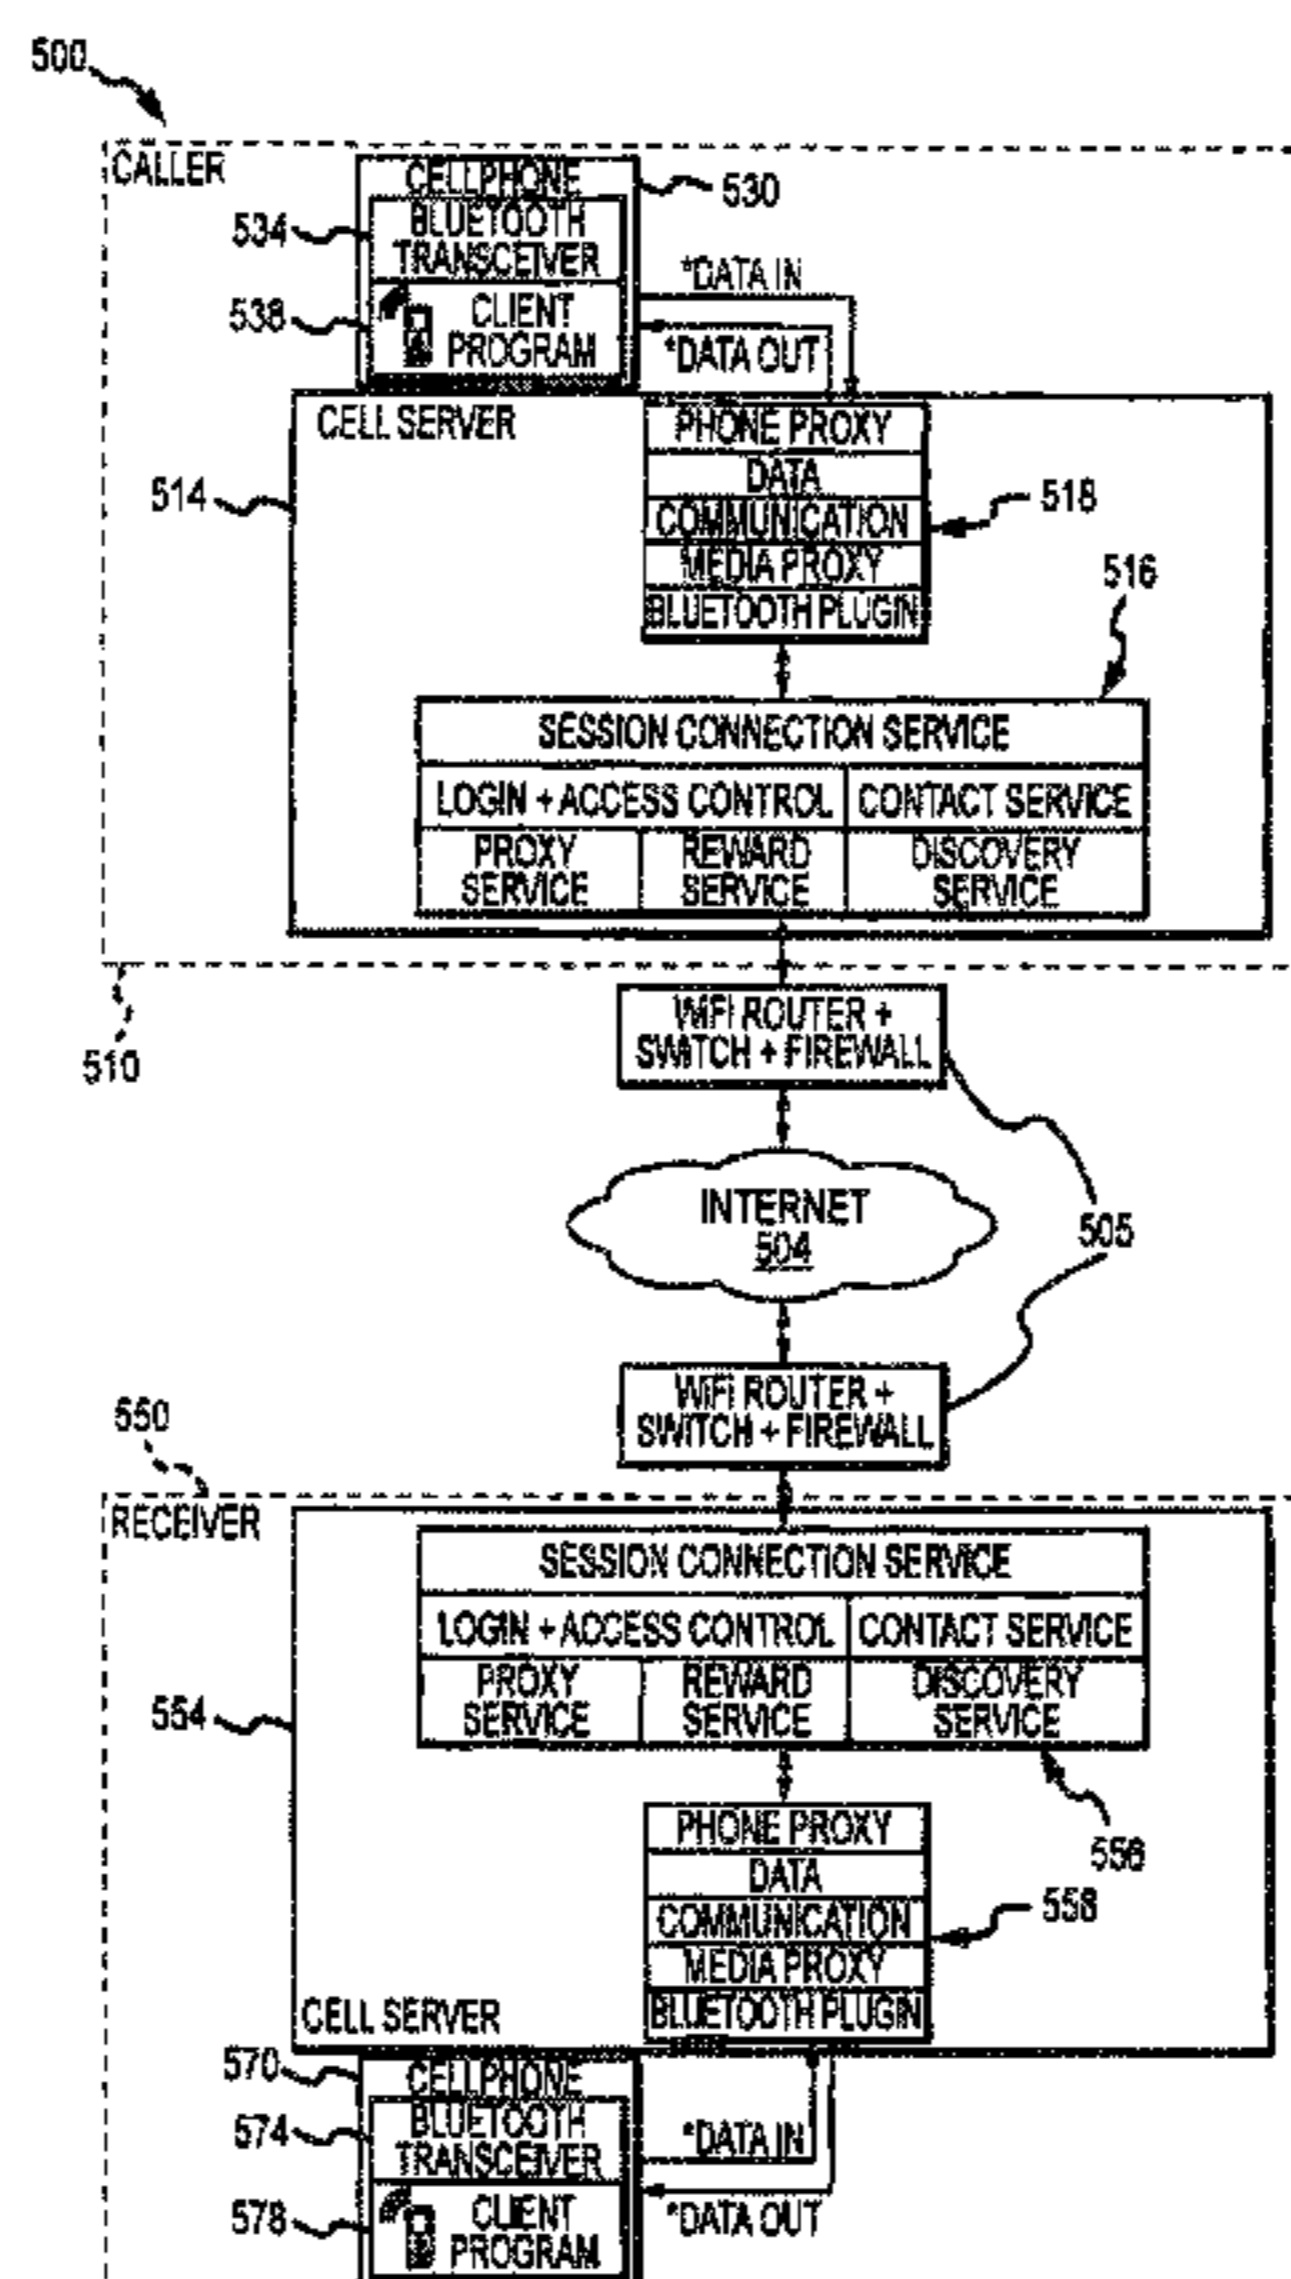 500
CALLER
CELLPHONE
530
534
BLUETOOTH
TRANSCEIVER
*DATA IN
538
CLIENT
PROGRAM
*DATA OUT
CELL SERVER
PHONE PROXY
514
DATA
518
COMMUNICATION
MEDIA PROXY
516
BLUETOOTH PLUGIN
SESSION CONNECTION SERVICE
LOGIN + ACCESS CONTROL
CONTACT SERVICE
PROXY
SERVICE
REWARD
SERVICE
DISCOVERY
SERVICE
510
WIFI ROUTER +
SWITCH + FIREWALL
INTERNET
504
505
WIFI ROUTER +
SWITCH + FIREWALL
550
RECEIVER
SESSION CONNECTION SERVICE
LOGIN + ACCESS CONTROL
CONTACT SERVICE
554
PROXY
SERVICE
REWARD
SERVICE
DISCOVERY
SERVICE
556
PHONE PROXY
DATA
558
COMMUNICATION
MEDIA PROXY
BLUETOOTH PLUGIN
CELL SERVER
570
CELLPHONE
574
BLUETOOTH
TRANSCEIVER
*DATA IN
578
CLIENT
PROGRAM
*DATA OUT